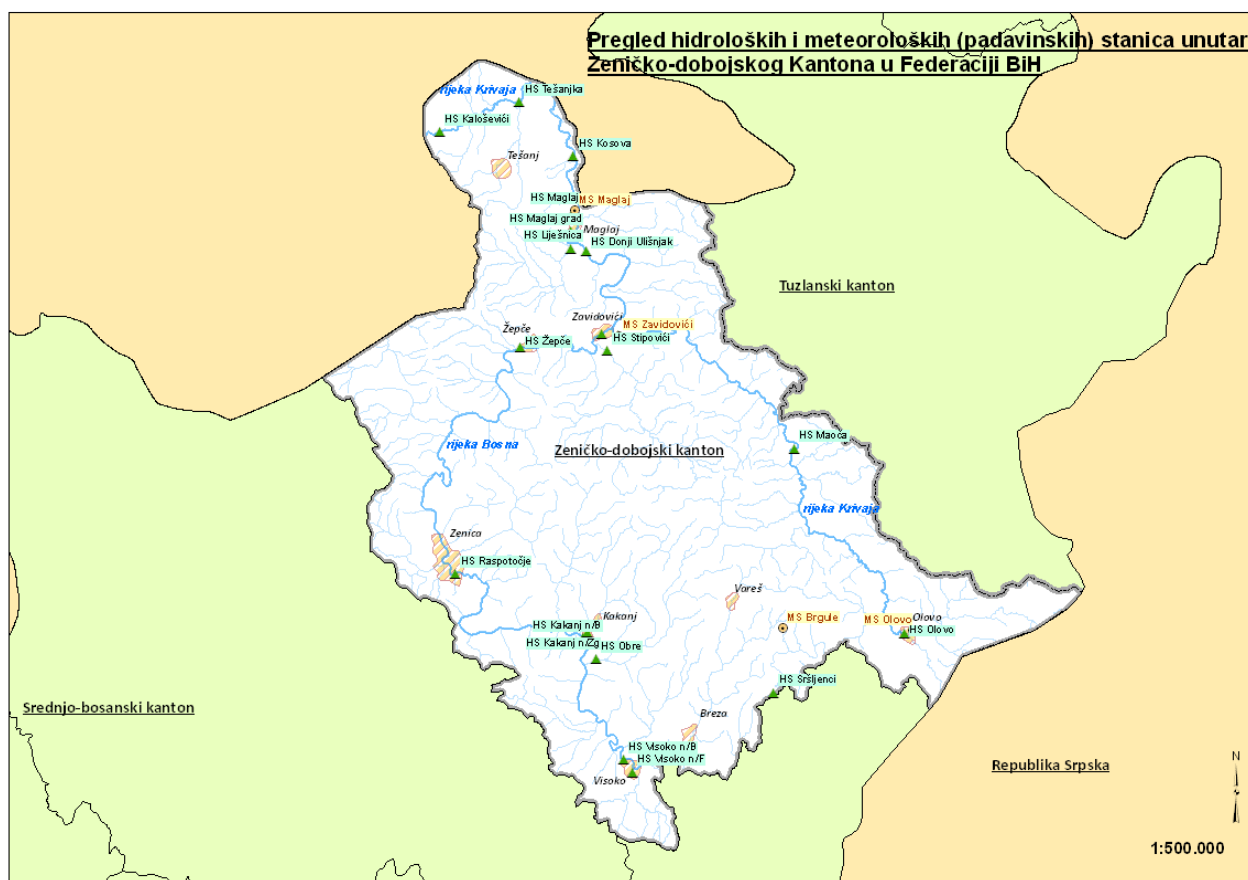 Pregled hidroloških i meteoroloških (padavinskih) stanica unutar
Zeničko-dobojskog Kantona u Federaciji BiH
rijeka Krivaja
HS Tešanjka
HS Kaloševići
HS Kosova
Tešanj
HS Maglaj
MS Maglaj
HS Maglaj grad
Maglaj
HS Liješnica
HS Donji Ulišnjak
Tuzlanski kanton
Zavidovići
MS Zavidovići
Žepče
HS Žepče
HS Stipovići
HS Maoča
rijeka Bosna
Zeničko-dobojski kanton
rijeka Krivaja
Zenica
HS Raspotočje
Vareš
Kakanj
MS Brgule
MS Olovo
Olovo
HS Kakanj n/B
HS Olovo
HS Kakanj n/Zg
HS Obre
HS Sršljenci
Srednjo-bosanski kanton
Breza
HS Visoko n/B
HS Visoko n/F
Visoko
Republika Srpska
N
1:500.000